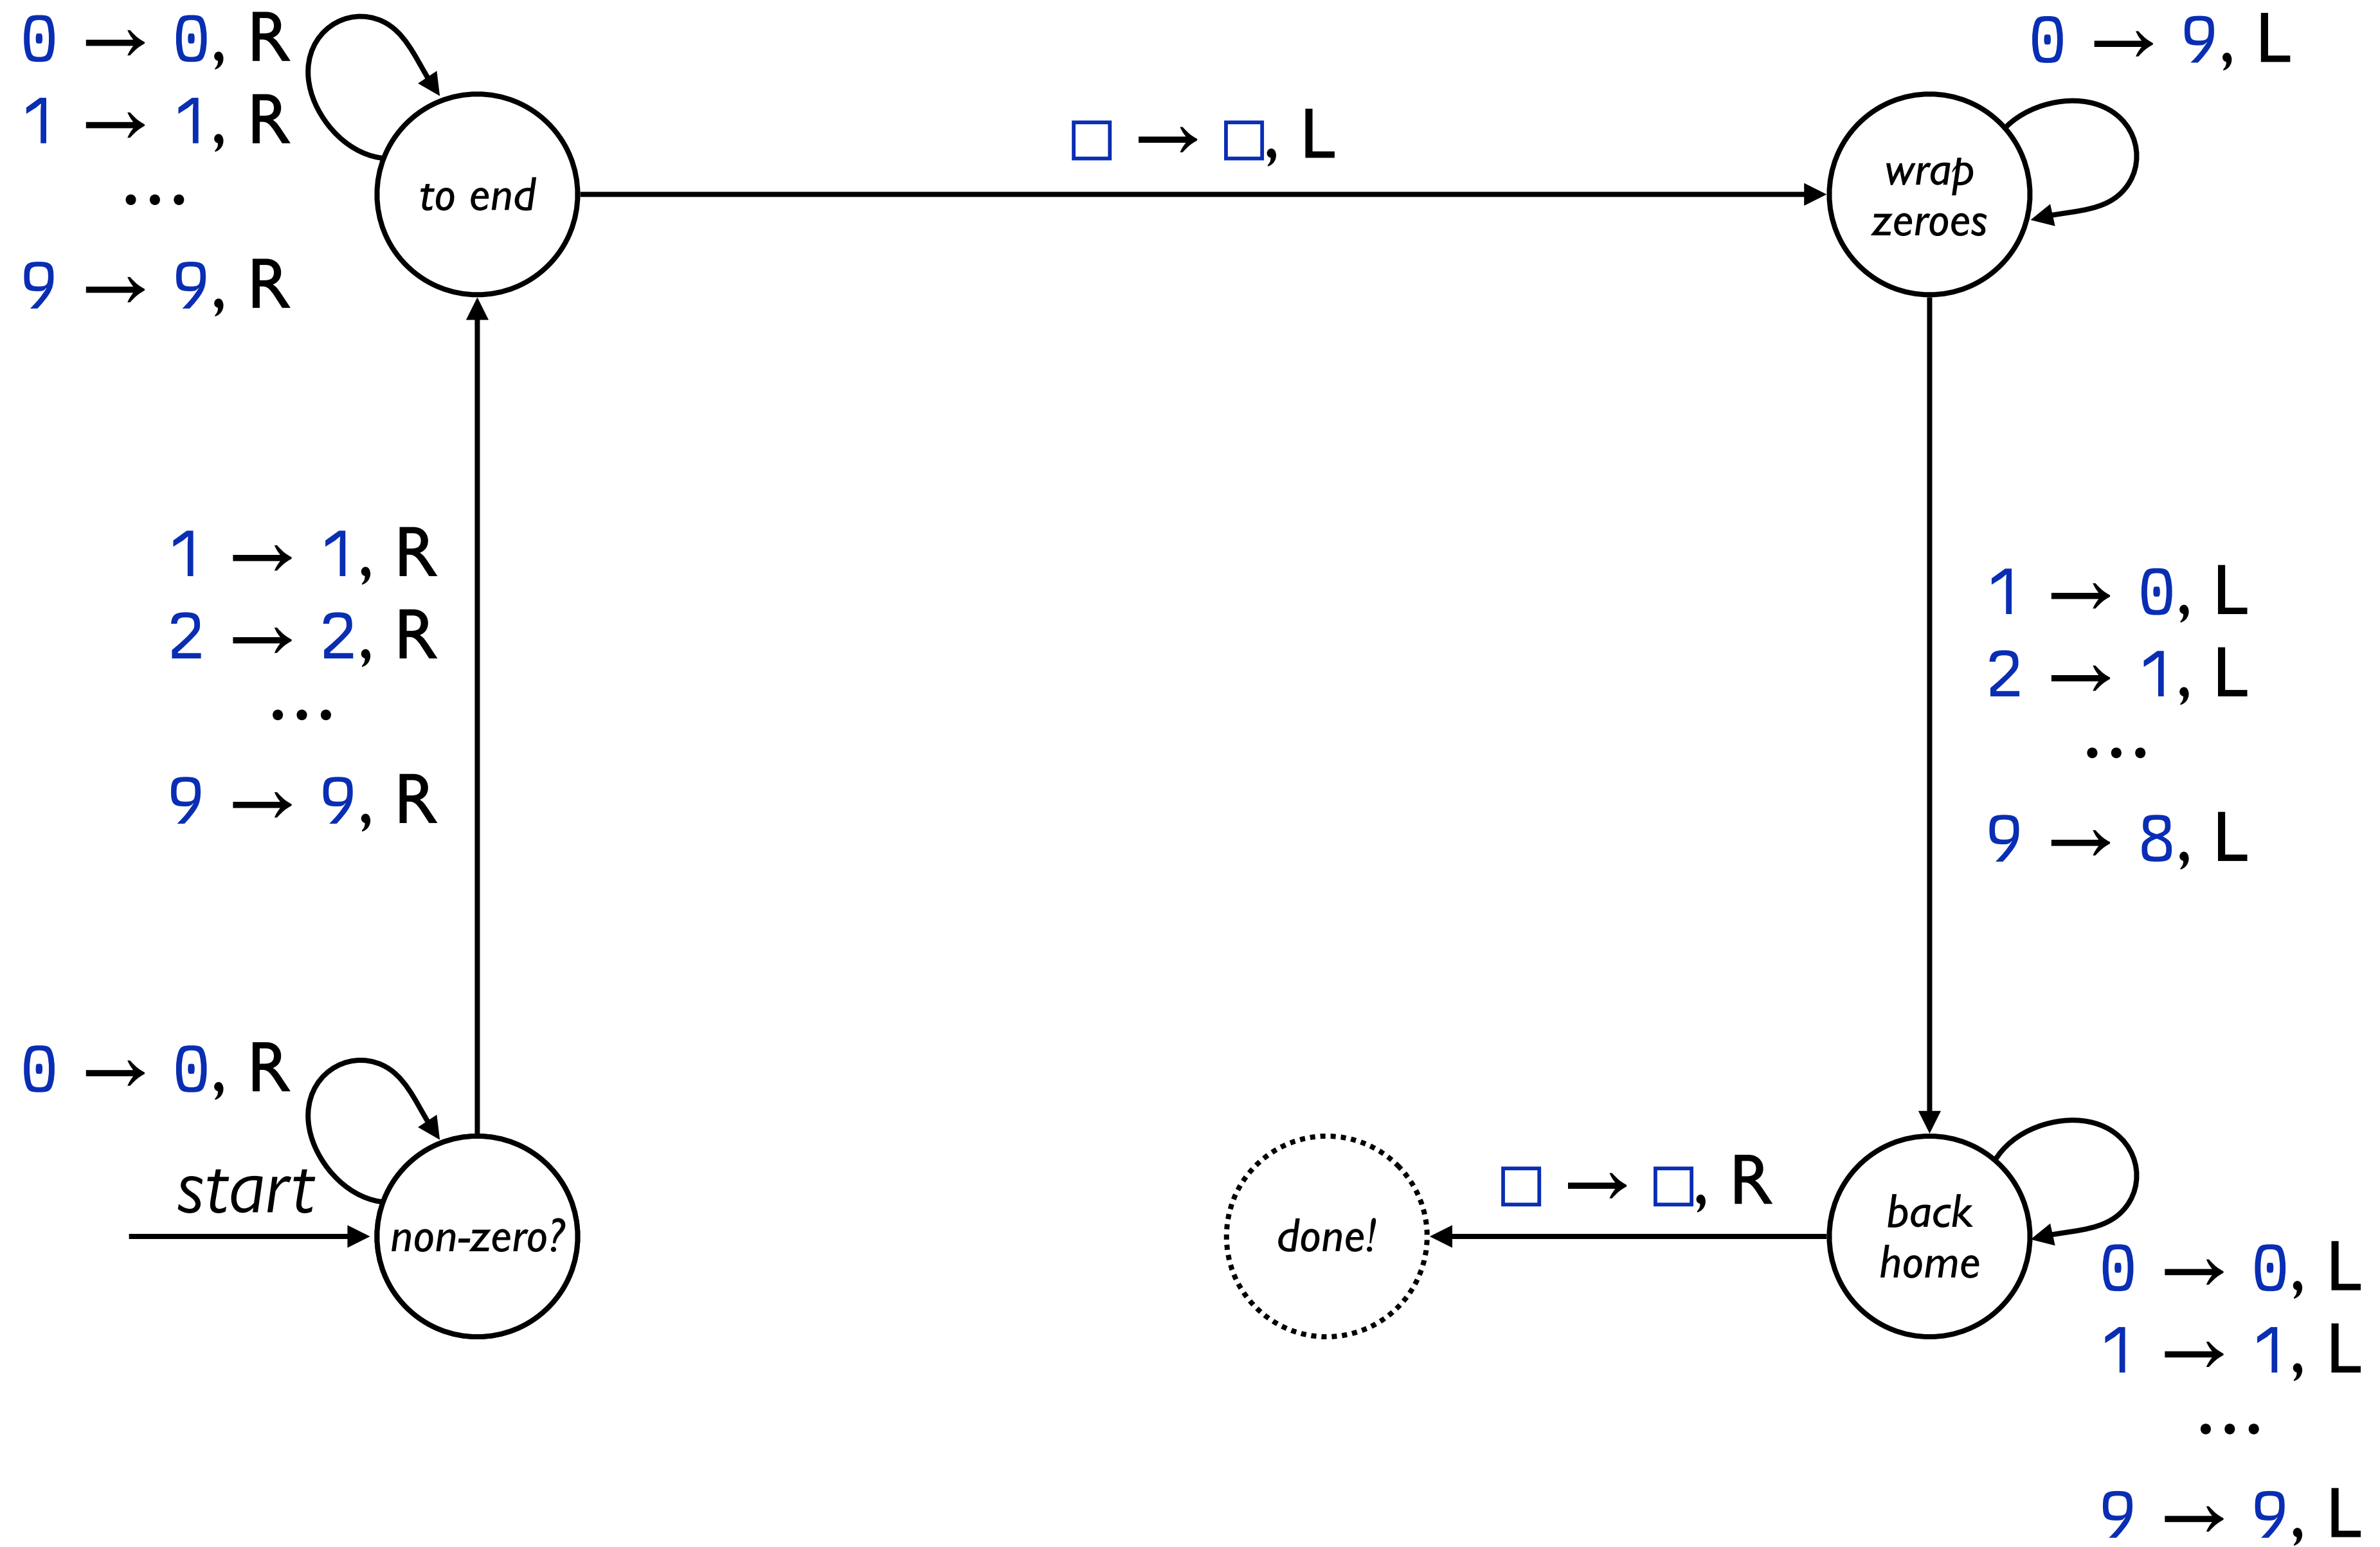 0 → 0, R
1 → 1, R
...
9 → 9, R
to end
□ → □, L
0 → 9, L
wrap
zeroes
1 → 1, R
2 → 2, R
...
9 → 9, R
1 → 0, L
2 → 1, L
...
9 → 8, L
0 → 0, R
start
non-zero?
done!
□ → □, R
back
home
0 → 0, L
1 → 1, L
...
9 → 9, L